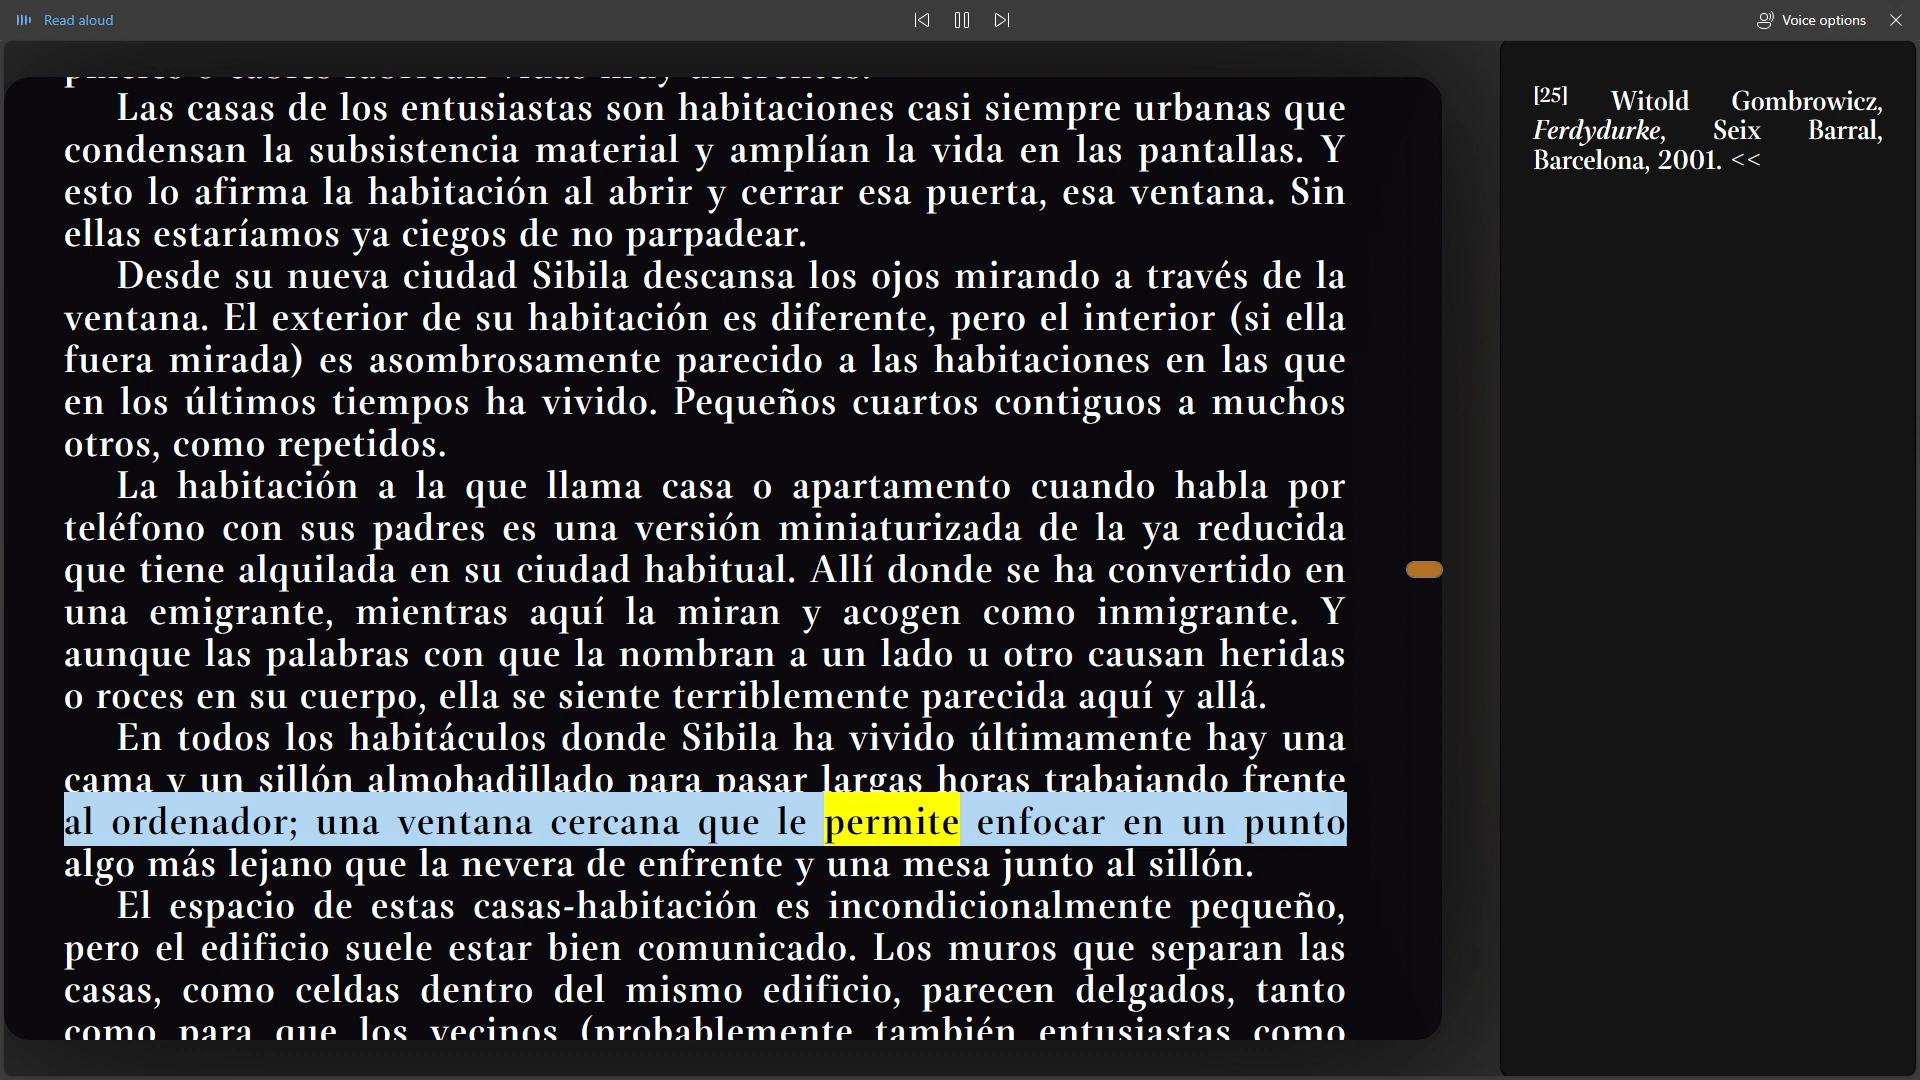 Read aloud
Voice options
Las casas de los entusiastas son habitaciones casi siempre urbanas que
condensan la subsistencia material y amplían la vida en las pantallas. Y
esto lo afirma la habitación al abrir y cerrar esa puerta, esa ventana. Sin
ellas estaríamos ya ciegos de no parpadear.
Desde su nueva ciudad Sibila descansa los ojos mirando a través de la
ventana. El exterior de su habitación es diferente, pero el interior (si ella
fuera mirada) es asombrosamente parecido a las habitaciones en las que
en los últimos tiempos ha vivido. Pequeños cuartos contiguos a muchos
otros, como repetidos.
La habitación a la que llama casa o apartamento cuando habla por
teléfono con sus padres es una versión miniaturizada de la ya reducida
que tiene alquilada en su ciudad habitual. Allí donde se ha convertido en
una emigrante, mientras aquí la miran y acogen como inmigrante. Y
aunque las palabras con que la nombran a un lado u otro causan heridas
o roces en su cuerpo, ella se siente terriblemente parecida aquí y allá.
En todos los habitáculos donde Sibila ha vivido últimamente hay una
cama y un sillón almohadillado para pasar largas horas trabajando frente
al ordenador; una ventana cercana que le permite enfocar en un punto
algo más lejano que la nevera de enfrente y una mesa junto al sillón.
El espacio de estas casas-habitación es incondicionalmente pequeño,
pero el edificio suele estar bien comunicado. Los muros que separan las
casas, como celdas dentro del mismo edificio, parecen delgados, tanto
como para que los vecinos (probablemente también entusiastas como
[25] Witold Gombrowicz,
Ferdydurke, Seix Barral,
Barcelona, 2001. <<